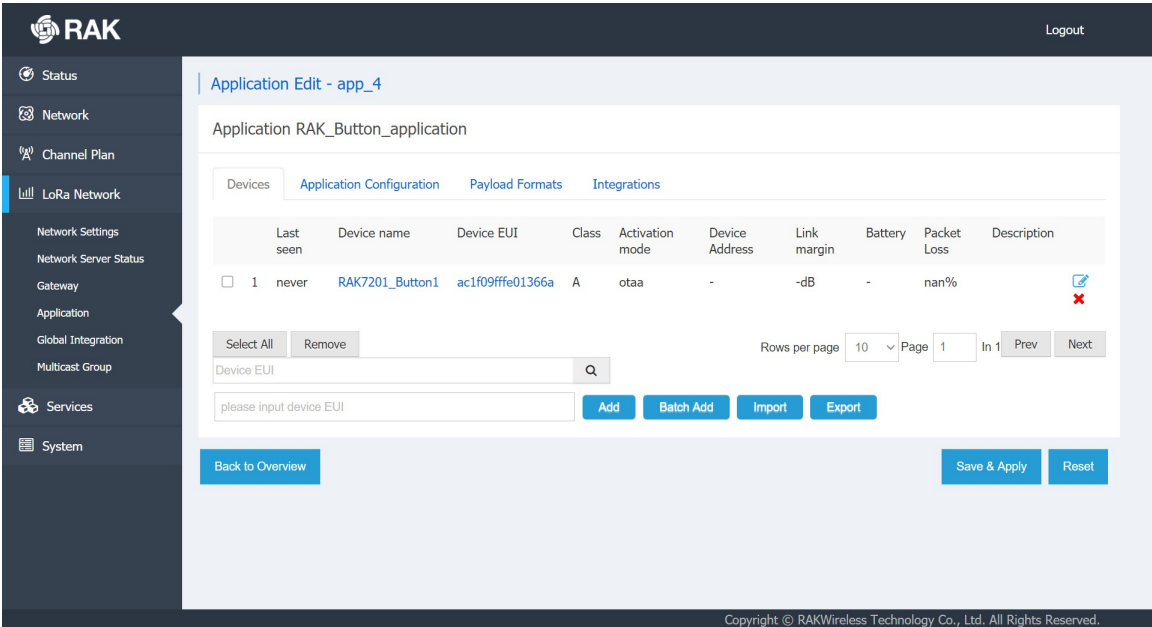 RAK
Logout
Status
Network
Channel Plan
LoRa Network
Network Settings
Network Server Status
Gateway
Application
Global Integration
Multicast Group
Services
System
Application Edit - app_4
Application RAK_Button_application
Devices Application Configuration Payload Formats Integrations
Last seen Device name Device EUI Class Activation mode Device Address Link margin Battery Packet Loss Description
1 never RAK7201_Button1 ac1f09fffe01366a A otaa - -dB - nan%
Select All Remove Rows per page 10 Page 1 In 1 Prev Next
Device EUI
please input device EUI Add Batch Add Import Export
Back to Overview Save & Apply Reset
Copyright © RAKWireless Technology Co., Ltd. All Rights Reserved.